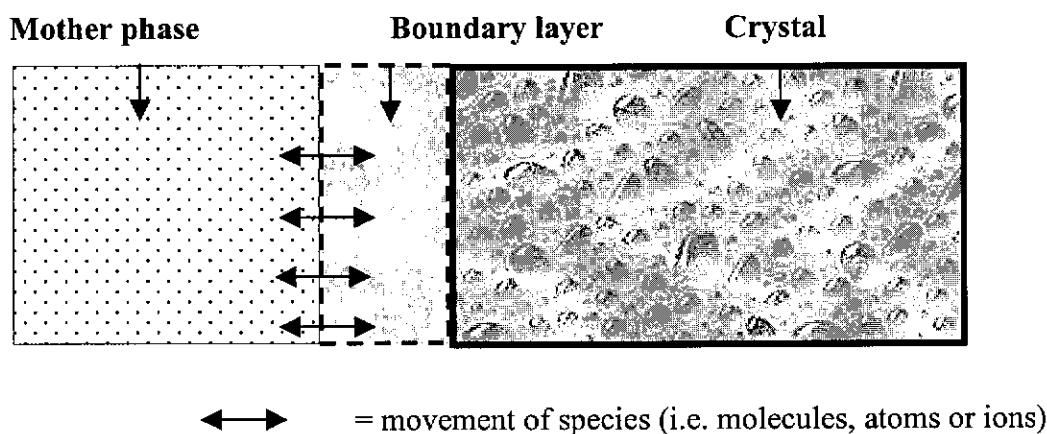 Mother phase Boundary layer Crystal
= movement of species (i.e. molecules, atoms or ions)